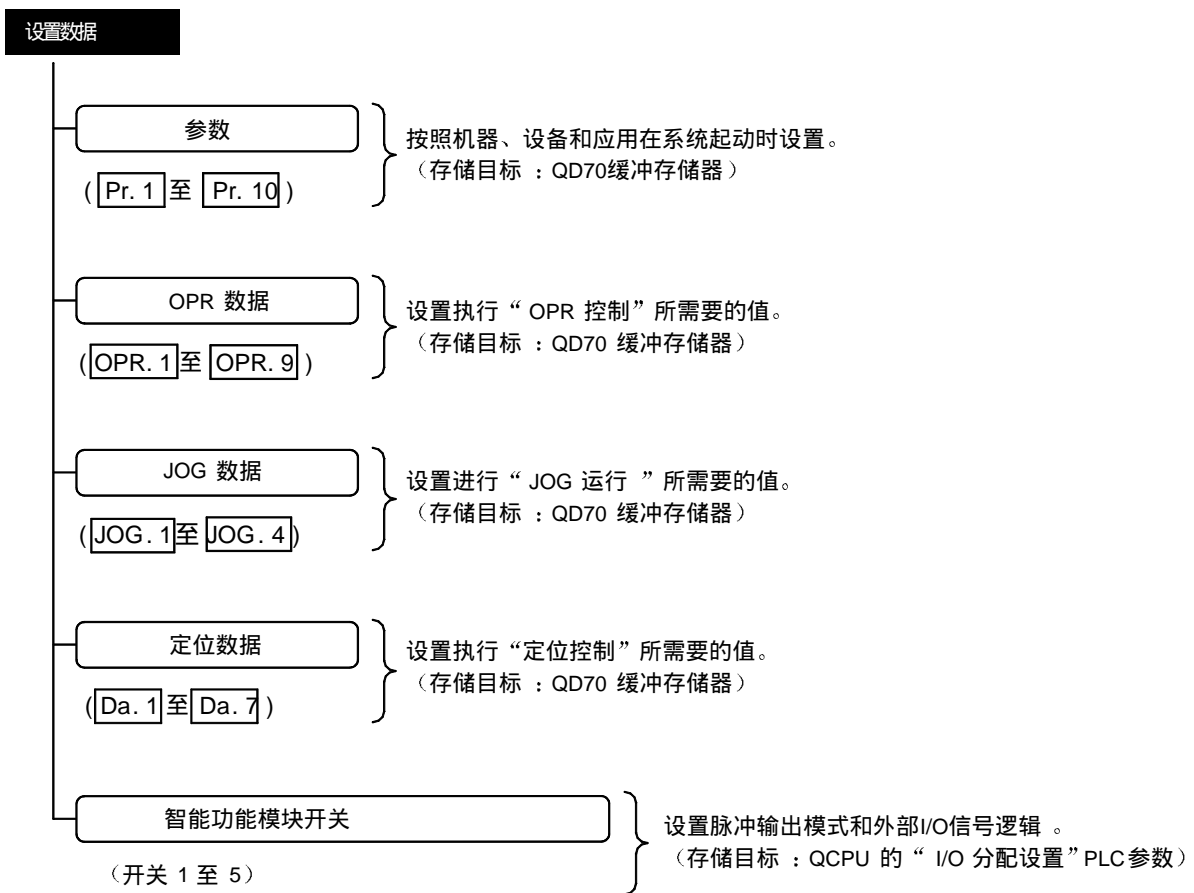 设置数据
参数
(Pr. 1至 Pr. 10)
按照机器、设备和应用在系统起动时设置。
（存储目标 ：QD70缓冲存储器）
OPR 数据
(OPR. 1至 OPR. 9)
设置执行“ OPR 控制”所需要的值。
（存储目标 ：QD70 缓冲存储器）
JOG 数据
(JOG. 1至 JOG. 4)
设置进行“ JOG 运行 ”所需要的值。
（存储目标 ：QD70 缓冲存储器）
定位数据
(Da. 1至 Da. 7)
设置执行“定位控制”所需要的值。
（存储目标 ：QD70 缓冲存储器）
智能功能模块开关
（开关 1 至 5）
设置脉冲输出模式和外部I/O信号逻辑 。
（存储目标 ：QCPU 的“ I/O 分配设置”PLC参数）